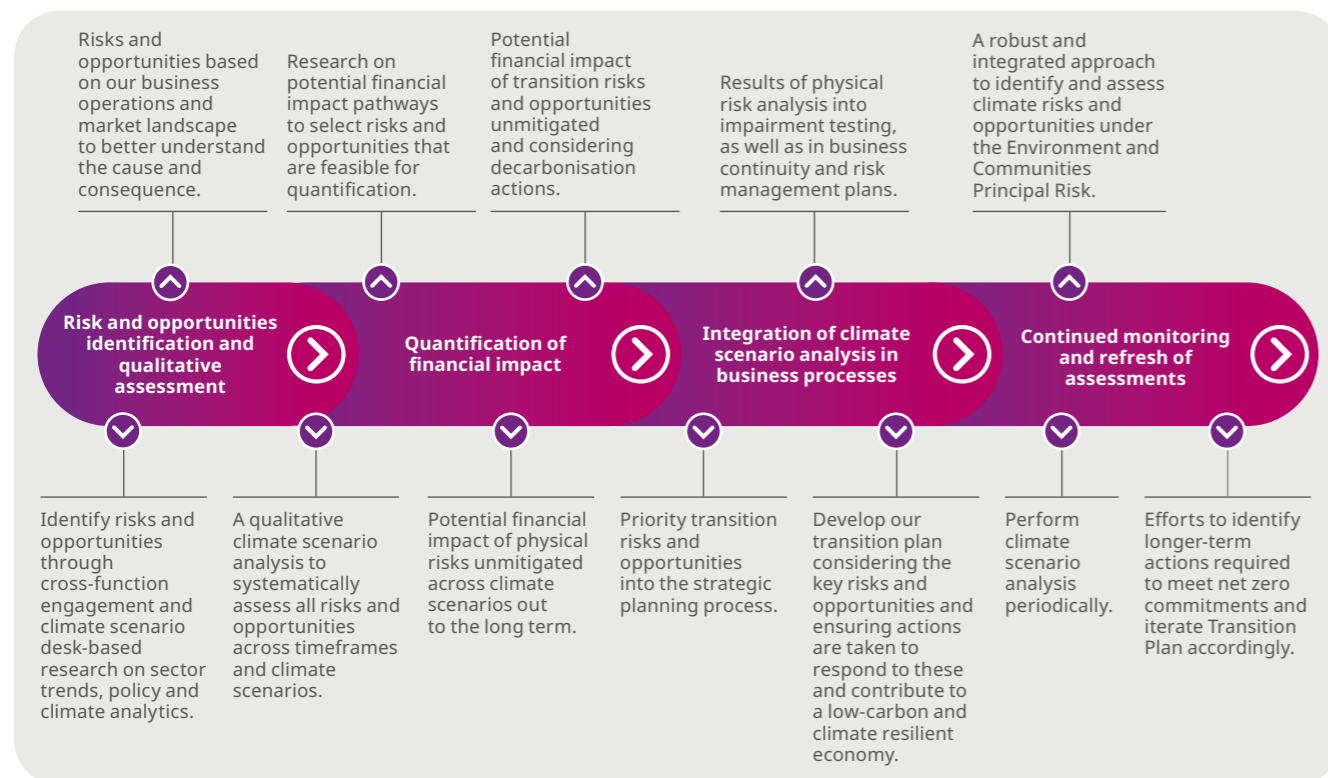 Risks and
opportunities based
on our business
operations and
market landscape
to better understand
the cause and
consequence.
Research on
potential financial
impact pathways
to select risks and
opportunities that
are feasible for
quantification.
Potential
financial impact
of transition risks
and opportunities
unmitigated
and considering
decarbonisation
actions.
Results of physical
risk analysis into
impairment testing,
as well as in business
continuity and risk
management plans.
A robust and
integrated approach
to identify and assess
climate risks and
opportunities under
the Environment and
Communities
Principal Risk.
Risk and opportunities
identification and
qualitative
assessment
Quantification of
financial impact
Integration of climate
scenario analysis in
business processes
Continued monitoring
and refresh of
assessments
Identify risks and
opportunities
through
cross-function
engagement and
climate scenario
desk-based
research on sector
trends, policy and
climate analytics.
A qualitative
climate scenario
analysis to
systematically
assess all risks and
opportunities
across timeframes
and climate
scenarios.
Potential financial
impact of physical
risks unmitigated
across climate
scenarios out
to the long term.
Priority transition
risks and
opportunities
into the strategic
planning process.
Develop our
transition plan
considering the
key risks and
opportunities and
ensuring actions
are taken to
respond to these
and contribute to
a low-carbon and
climate resilient
economy.
Perform
climate
scenario
analysis
periodically.
Efforts to identify
longer-term
actions required
to meet net zero
commitments and
iterate Transition
Plan accordingly.